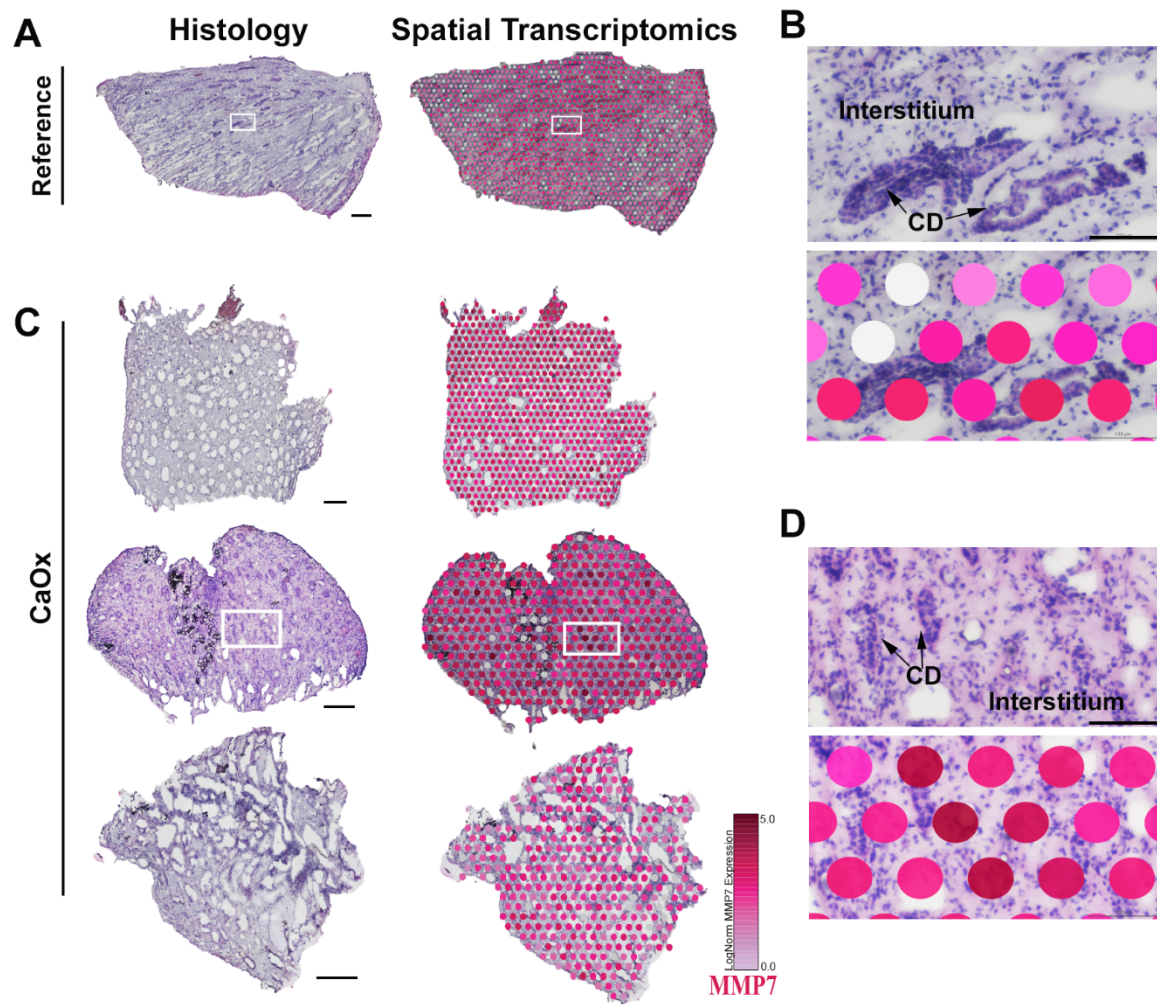 A
Histology
Spatial Transcriptomics
Reference
B
Interstitium
CD
C
CaOx
LogNorm MMP7 Expression
5.0
0.0
MMP7
D
CD
Interstitium